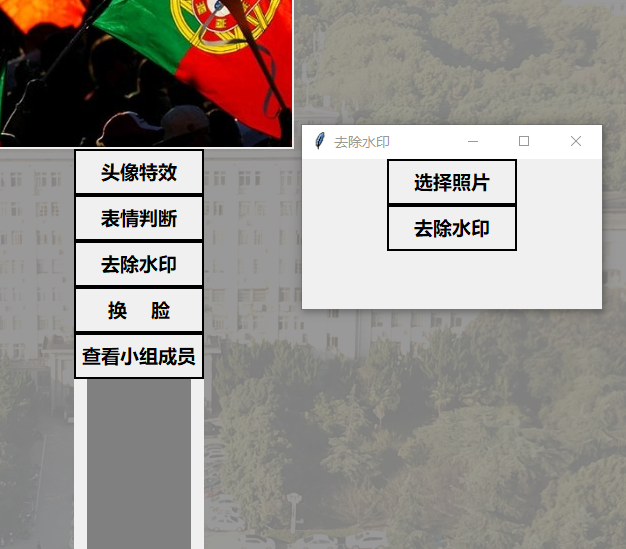 头像特效
表情判断
去除水印
换 脸
查看小组成员
去除水印
选择照片
去除水印